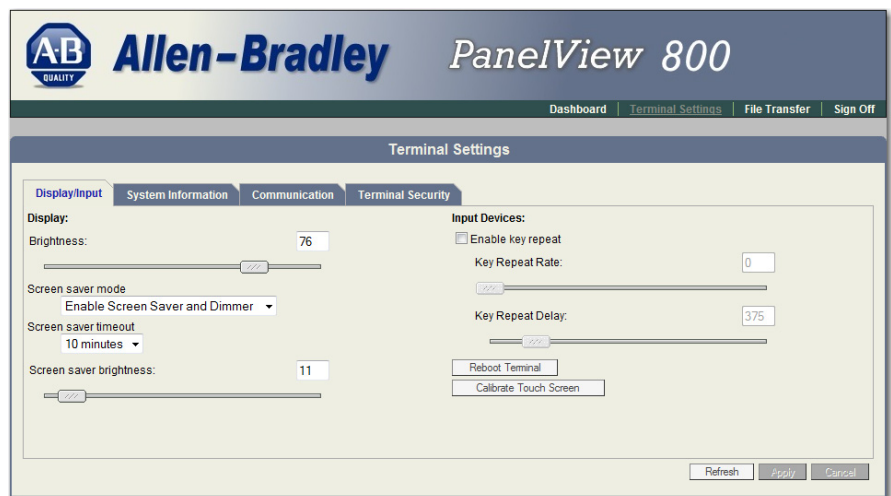 A-B
QUALITY
Allen-Bradley
PanelView 800
Dashboard
Terminal Settings
File Transfer
Sign Off
Terminal Settings
Display/Input
System Information
Communication
Terminal Security
Display:
Brightness: 76
Screen saver mode
Enable Screen Saver and Dimmer
Screen saver timeout
10 minutes
Screen saver brightness: 11
Input Devices:
Enable key repeat
Key Repeat Rate: 0
Key Repeat Delay: 375
Reboot Terminal
Calibrate Touch Screen
Refresh
Apply
Cancel